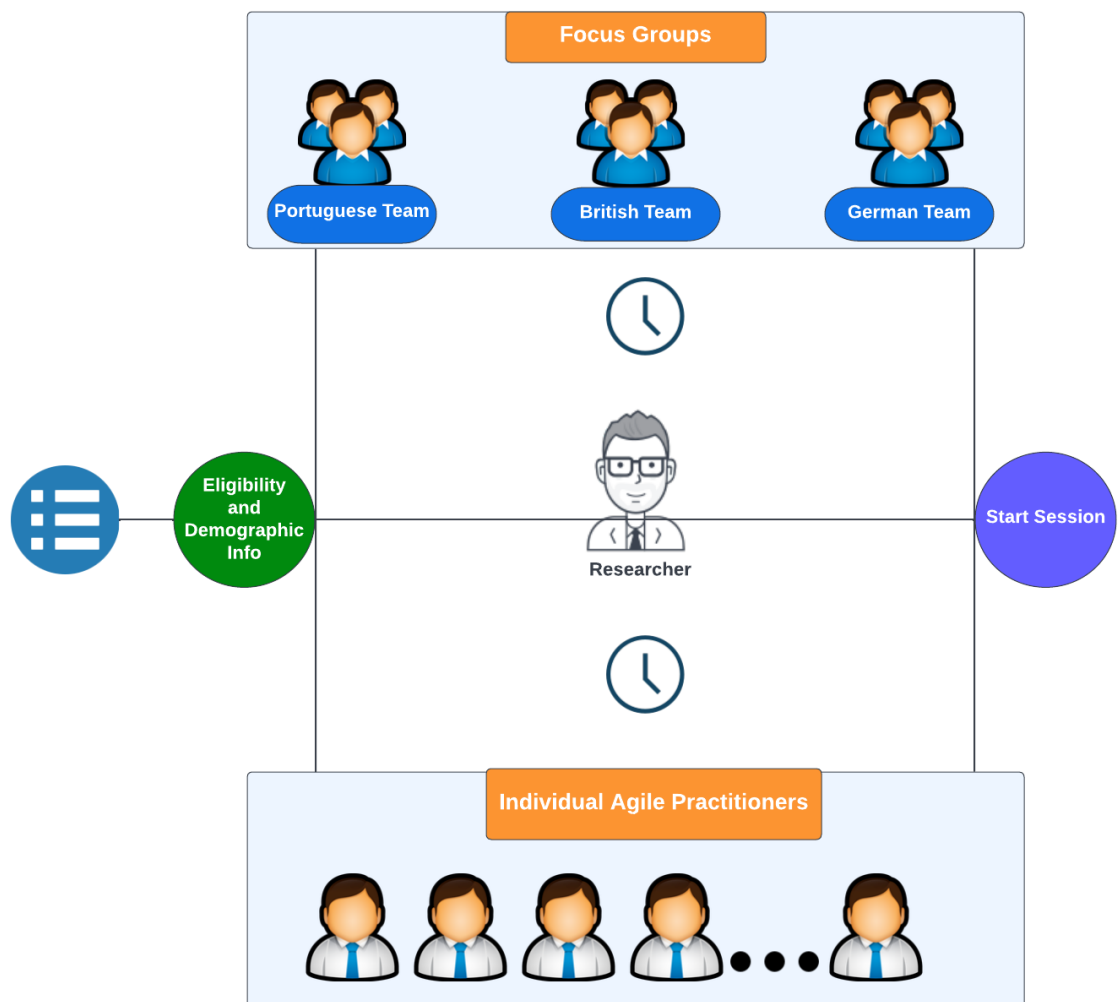 Focus Groups
Portuguese Team
British Team
German Team
Eligibility
and
Demographic
Info
Researcher
Start Session
Individual Agile Practitioners